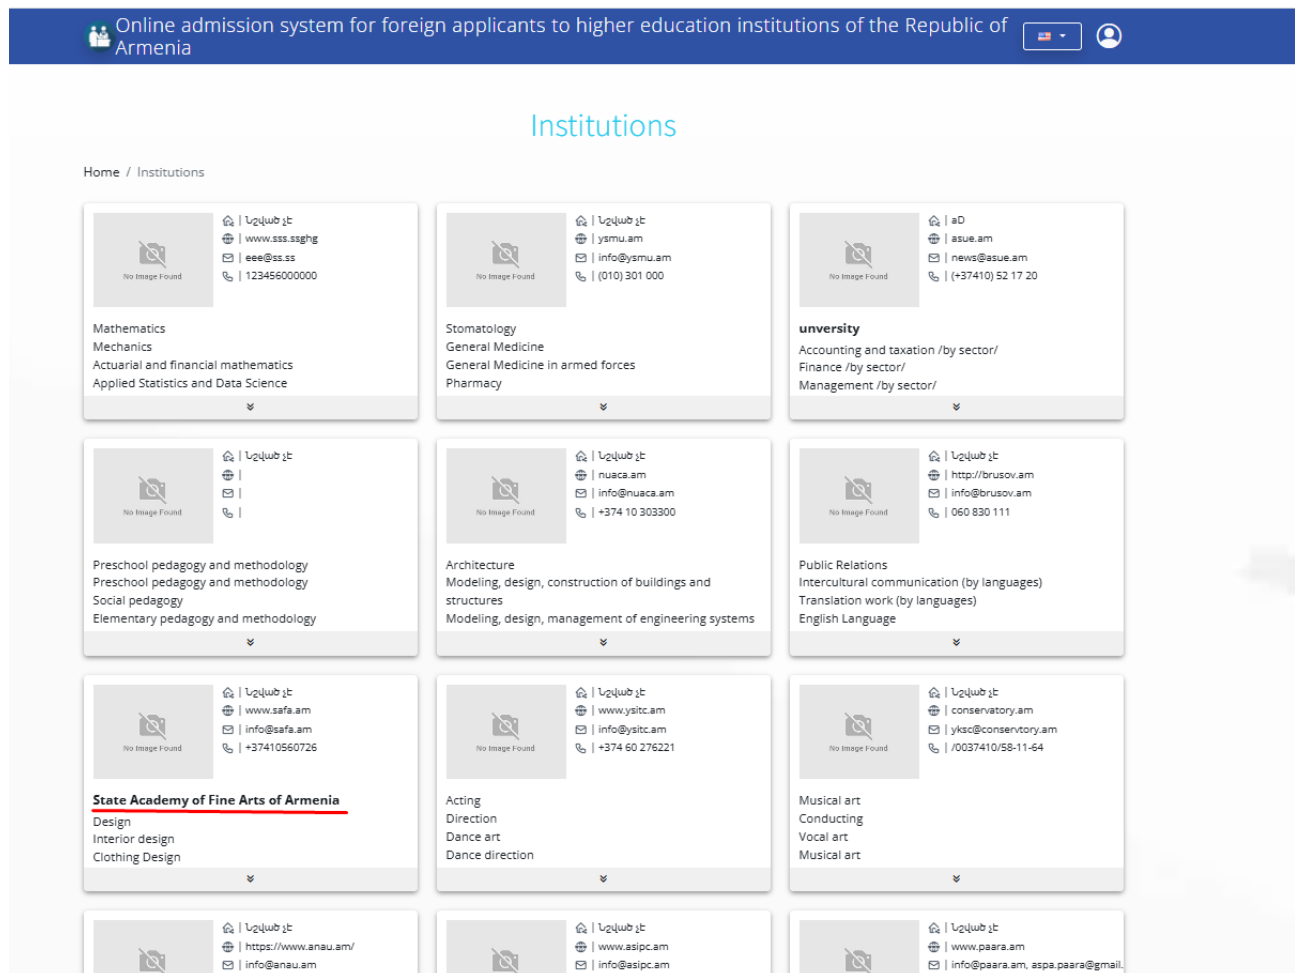 Online admission system for foreign applicants to higher education institutions of the Republic of
Armenia
Institutions
Home / Institutions
No Image Found
| Նշված չէ
| www.sss.ssghg
| eee@ss.ss
| 123456000000
Mathematics
Mechanics
Actuarial and financial mathematics
Applied Statistics and Data Science
No Image Found
| Նշված չէ
| ysmu.am
| info@ysmu.am
| (010) 301 000
Stomatology
General Medicine
General Medicine in armed forces
Pharmacy
No Image Found
| aD
| asue.am
| news@asue.am
| (+37410) 52 17 20
unversity
Accounting and taxation /by sector/
Finance /by sector/
Management /by sector/
No Image Found
| Նշված չէ
|
|
|
Preschool pedagogy and methodology
Preschool pedagogy and methodology
Social pedagogy
Elementary pedagogy and methodology
No Image Found
| Նշված չէ
| nuaca.am
| info@nuaca.am
| +374 10 303300
Architecture
Modeling, design, construction of buildings and
structures
Modeling, design, management of engineering systems
No Image Found
| Նշված չէ
| http://brusov.am
| info@brusov.am
| 060 830 111
Public Relations
Intercultural communication (by languages)
Translation work (by languages)
English Language
No Image Found
| Նշված չէ
| www.safa.am
| info@safa.am
| +37410560726
State Academy of Fine Arts of Armenia
Design
Interior design
Clothing Design
No Image Found
| Նշված չէ
| www.ysitc.am
| info@ysitc.am
| +374 60 276221
Acting
Direction
Dance art
Dance direction
No Image Found
| Նշված չէ
| conservatory.am
| yksc@conservtory.am
| /0037410/58-11-64
Musical art
Conducting
Vocal art
Musical art
| Նշված չէ
| https://www.anau.am/
| info@anau.am
| Նշված չէ
| www.asipc.am
| info@asipc.am
| Նշված չէ
| www.paara.am
| info@paara.am, aspa.paara@gmail.